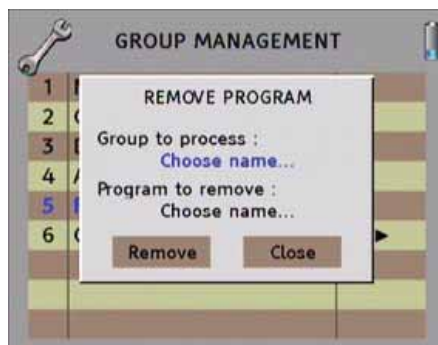 GROUP MANAGEMENT
REMOVE PROGRAM
Group to process :
Choose name...
Program to remove :
Choose name...
Remove Close
1
2
3
4
5
6